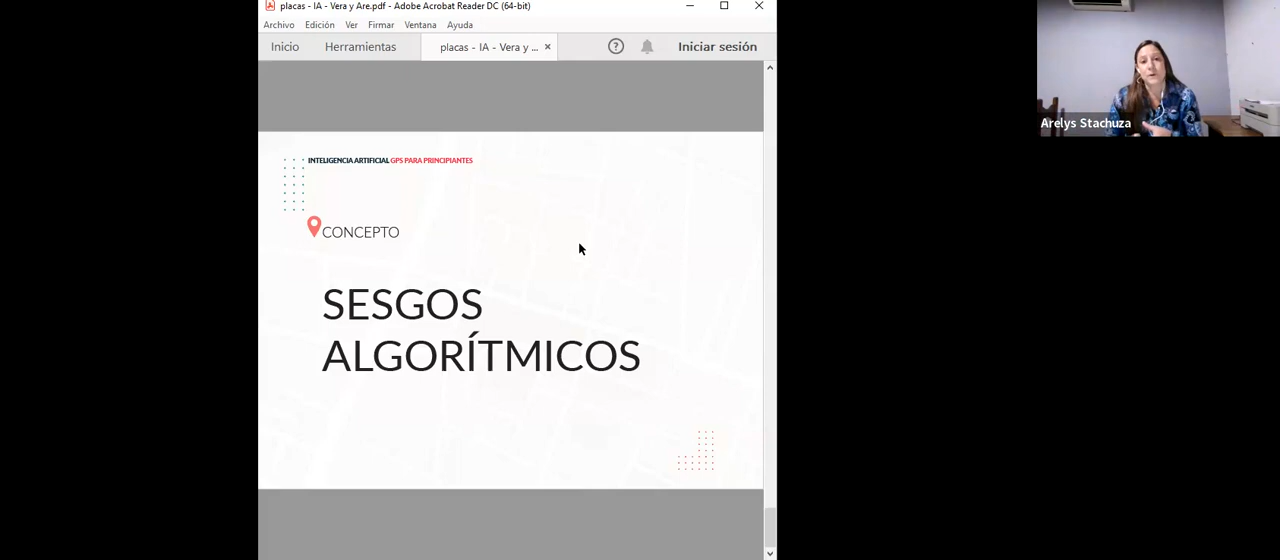 placas - IA - Vera y Are.pdf - Adobe Acrobat Reader DC (64-bit)
Archivo Edición Ver Firmar Ventana Ayuda
Inicio Herramientas placas - IA - Vera y ... × Iniciar sesión
INTELIGENCIA ARTIFICIAL GPS PARA PRINCIPIANTES
CONCEPTO
SESGOS
ALGORÍTMICOS
Arelys Stachuza